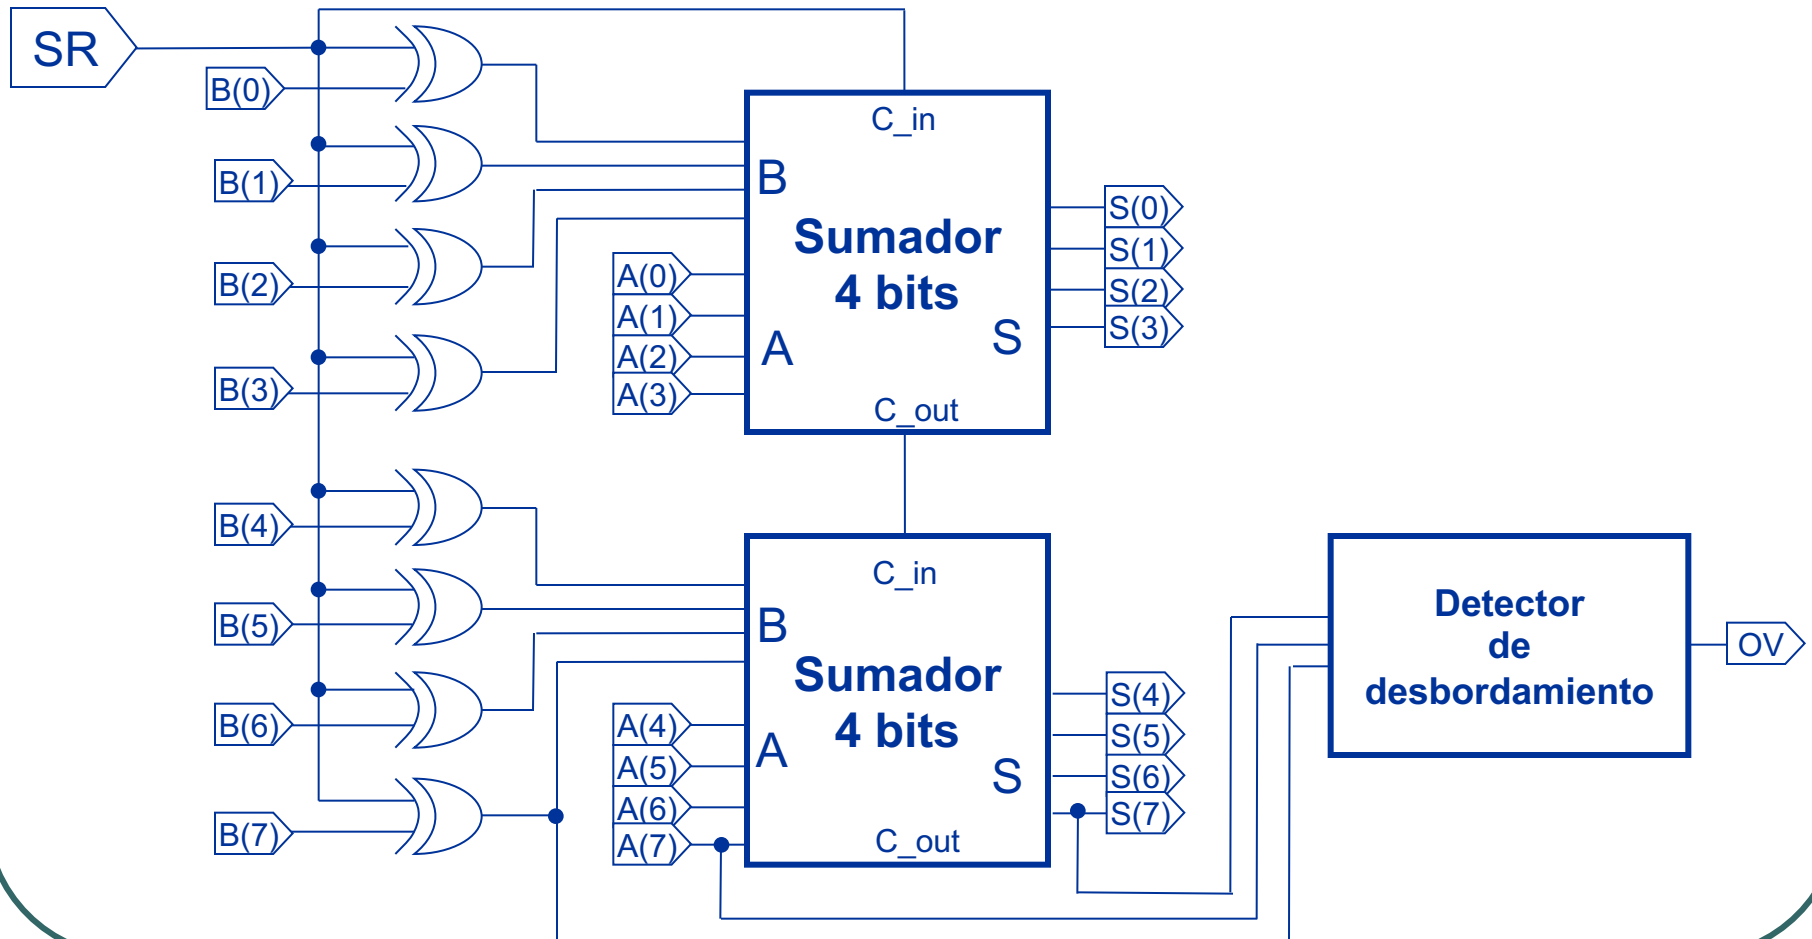 SR
B(0)
B(1)
B(2)
B(3)
C_in
B
Sumador
4 bits
A(0)
A(1)
A(2)
A(3)
A
S
C_out
S(0)
S(1)
S(2)
S(3)
B(4)
B(5)
B(6)
B(7)
C_in
B
Sumador
4 bits
A(4)
A(5)
A(6)
A(7)
A
S
C_out
S(4)
S(5)
S(6)
S(7)
Detector
de
desbordamiento
OV